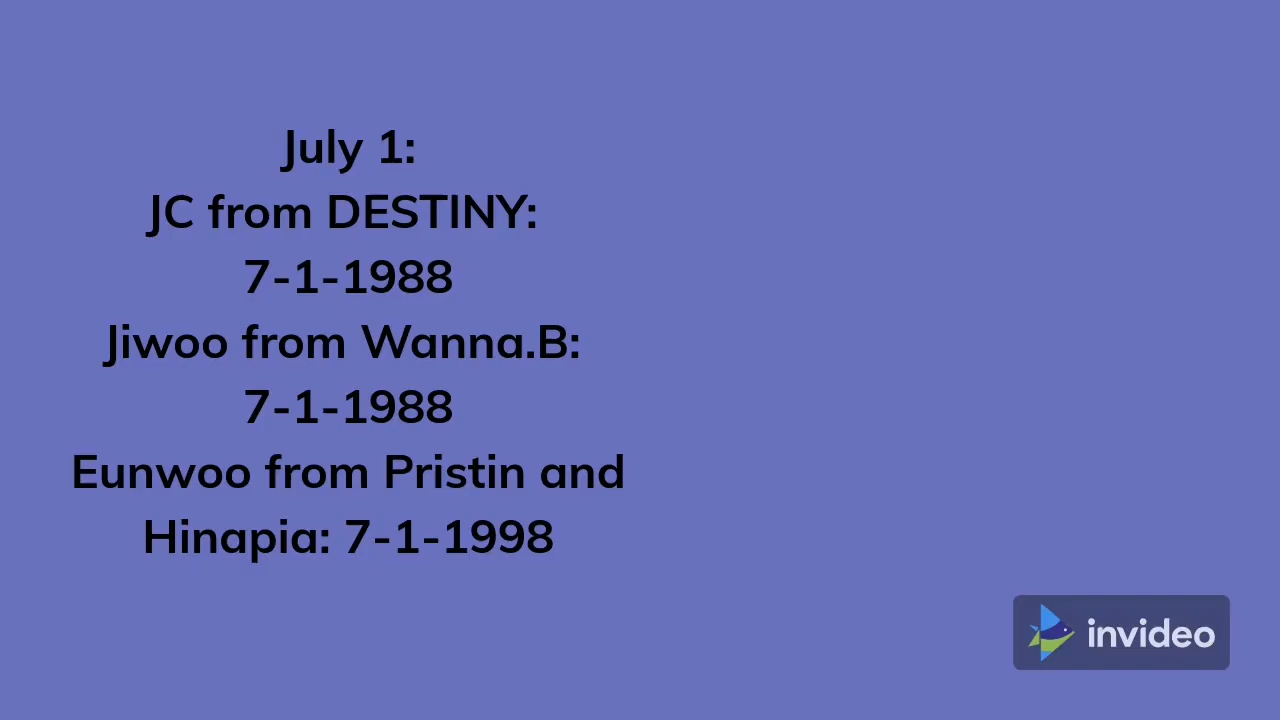 July 1:
JC from DESTINY:
7-1-1988
Jiwoo from Wanna.B:
7-1-1988
Eunwoo from Pristin and
Hinapia: 7-1-1998
invideo